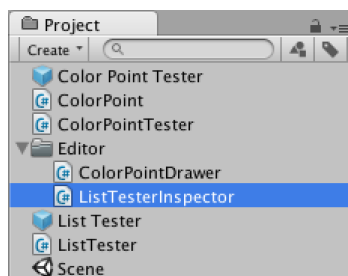 Project
Create
Color Point Tester
ColorPoint
ColorPointTester
Editor
ColorPointDrawer
ListTesterInspector
List Tester
ListTester
Scene